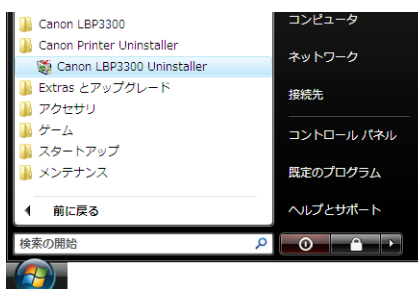 Canon LBP3300
Canon Printer Uninstaller
Canon LBP3300 Uninstaller
Extras とアップグレード
アクセサリ
ゲーム
スタートアップ
メンテナンス
前に戻る
検索の開始
コンピュータ
ネットワーク
接続先
コントロール パネル
既定のプログラム
ヘルプとサポート